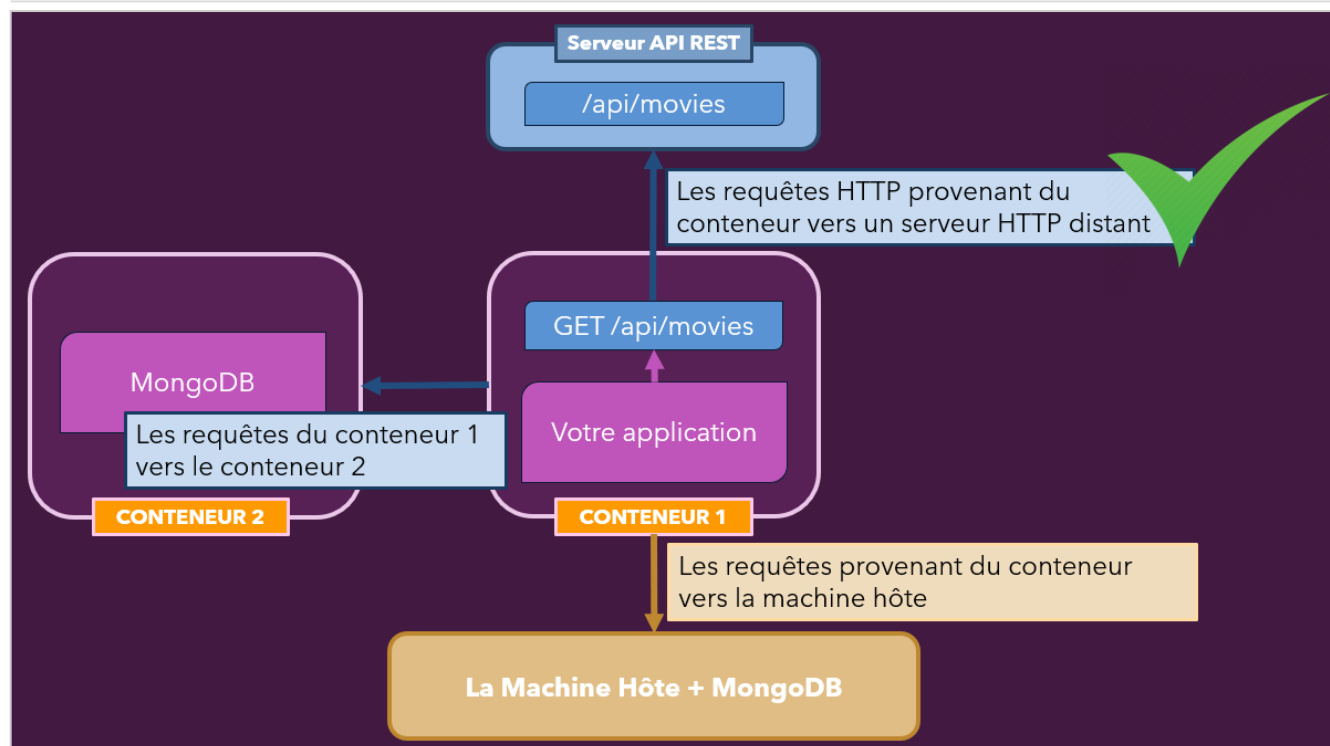 Serveur API REST
/api/movies
Les requêtes HTTP provenant du
conteneur vers un serveur HTTP distant
GET /api/movies
MongoDB
Votre application
Les requêtes du conteneur 1
vers le conteneur 2
CONTENEUR 2
CONTENEUR 1
Les requêtes provenant du conteneur
vers la machine hôte
La Machine Hôte + MongoDB